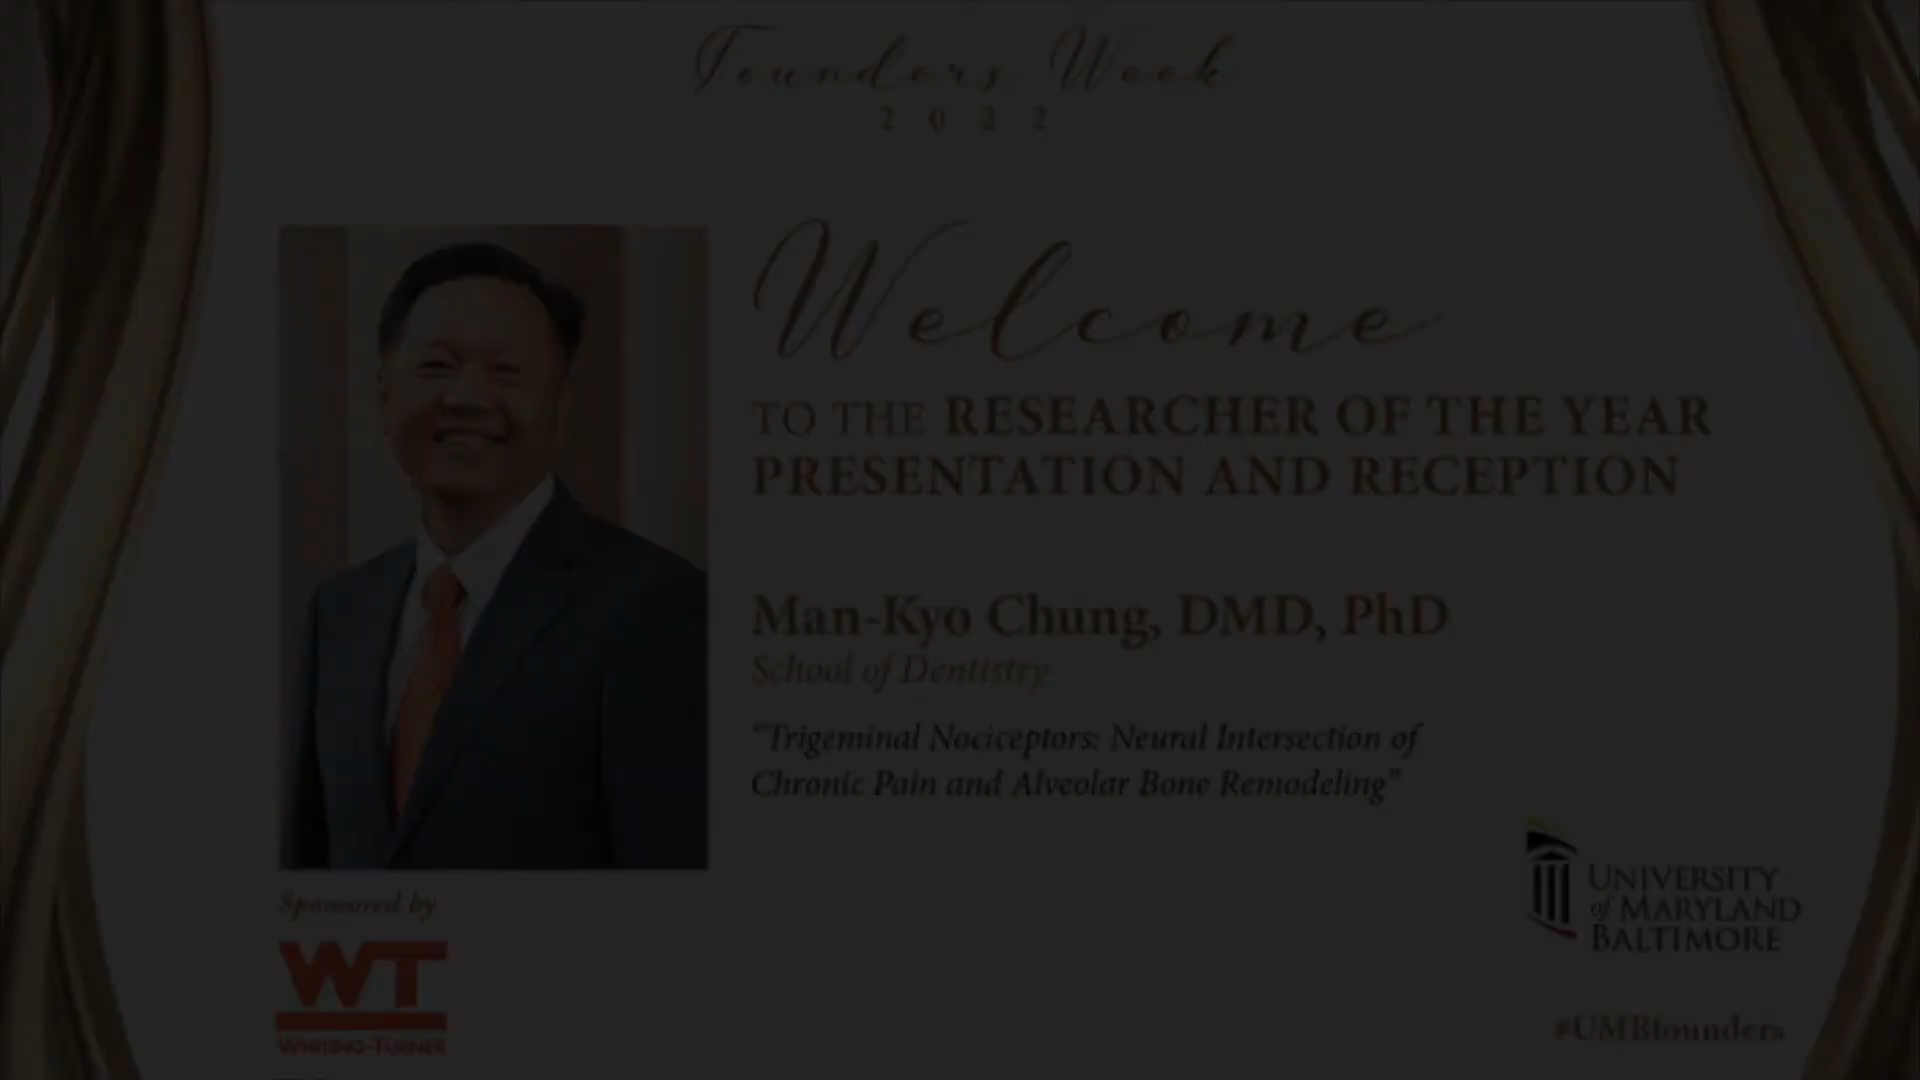 Founders Week
2022
Welcome
TO THE RESEARCHER OF THE YEAR
PRESENTATION AND RECEPTION
Man-Kyo Chung, DMD, PhD
School of Dentistry
“Trigeminal Nociceptors: Neural Intersection of
Chronic Pain and Alveolar Bone Remodeling”
Sponsored by
WT
WHITING-TURNER
UNIVERSITY
of MARYLAND
BALTIMORE
#UMBfounders